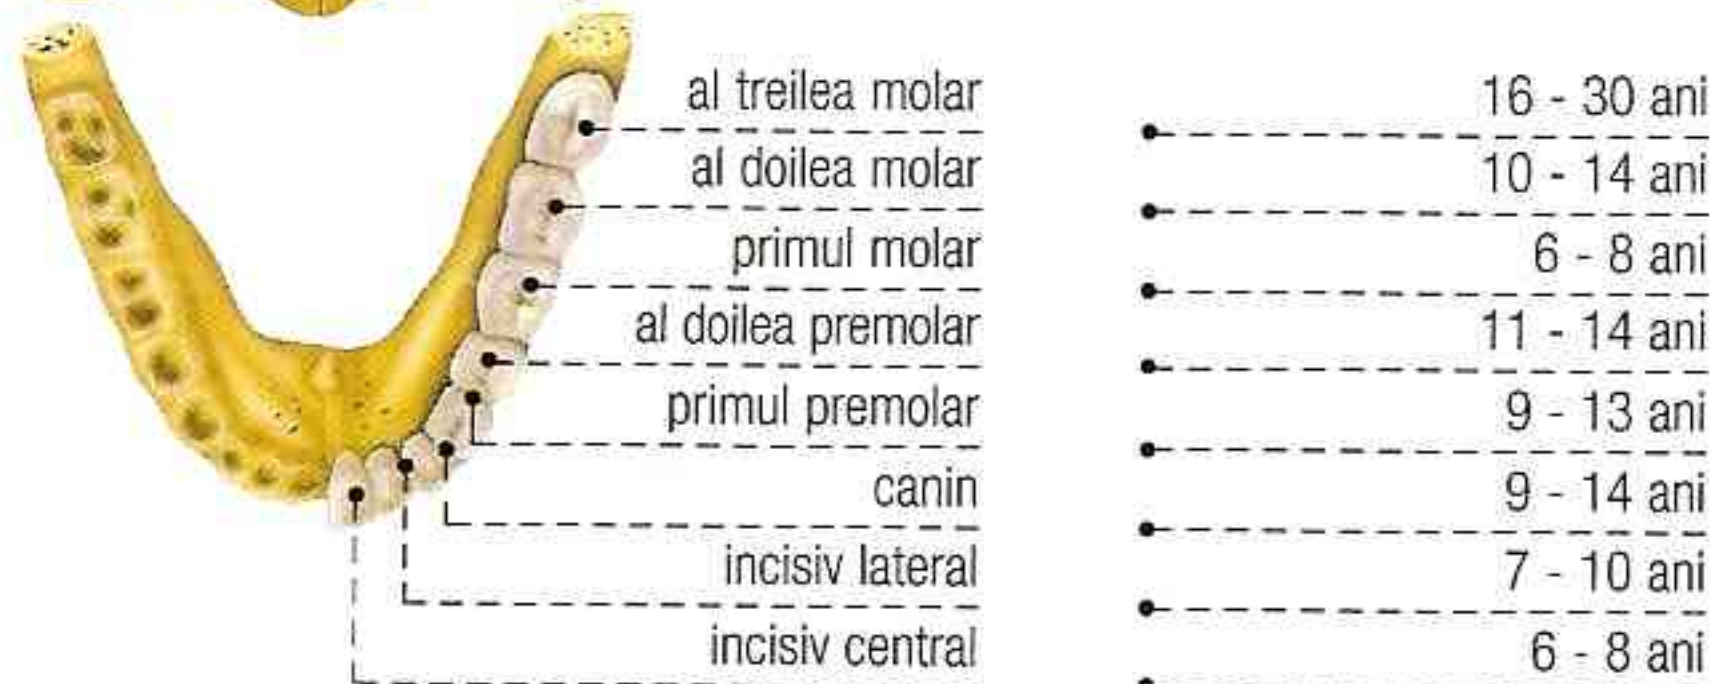 al treilea molar 16 - 30 ani
al doilea molar 10 - 14 ani
primul molar 6 - 8 ani
al doilea premolar 11 - 14 ani
primul premolar 9 - 13 ani
canin 9 - 14 ani
incisiv lateral 7 - 10 ani
incisiv central 6 - 8 ani